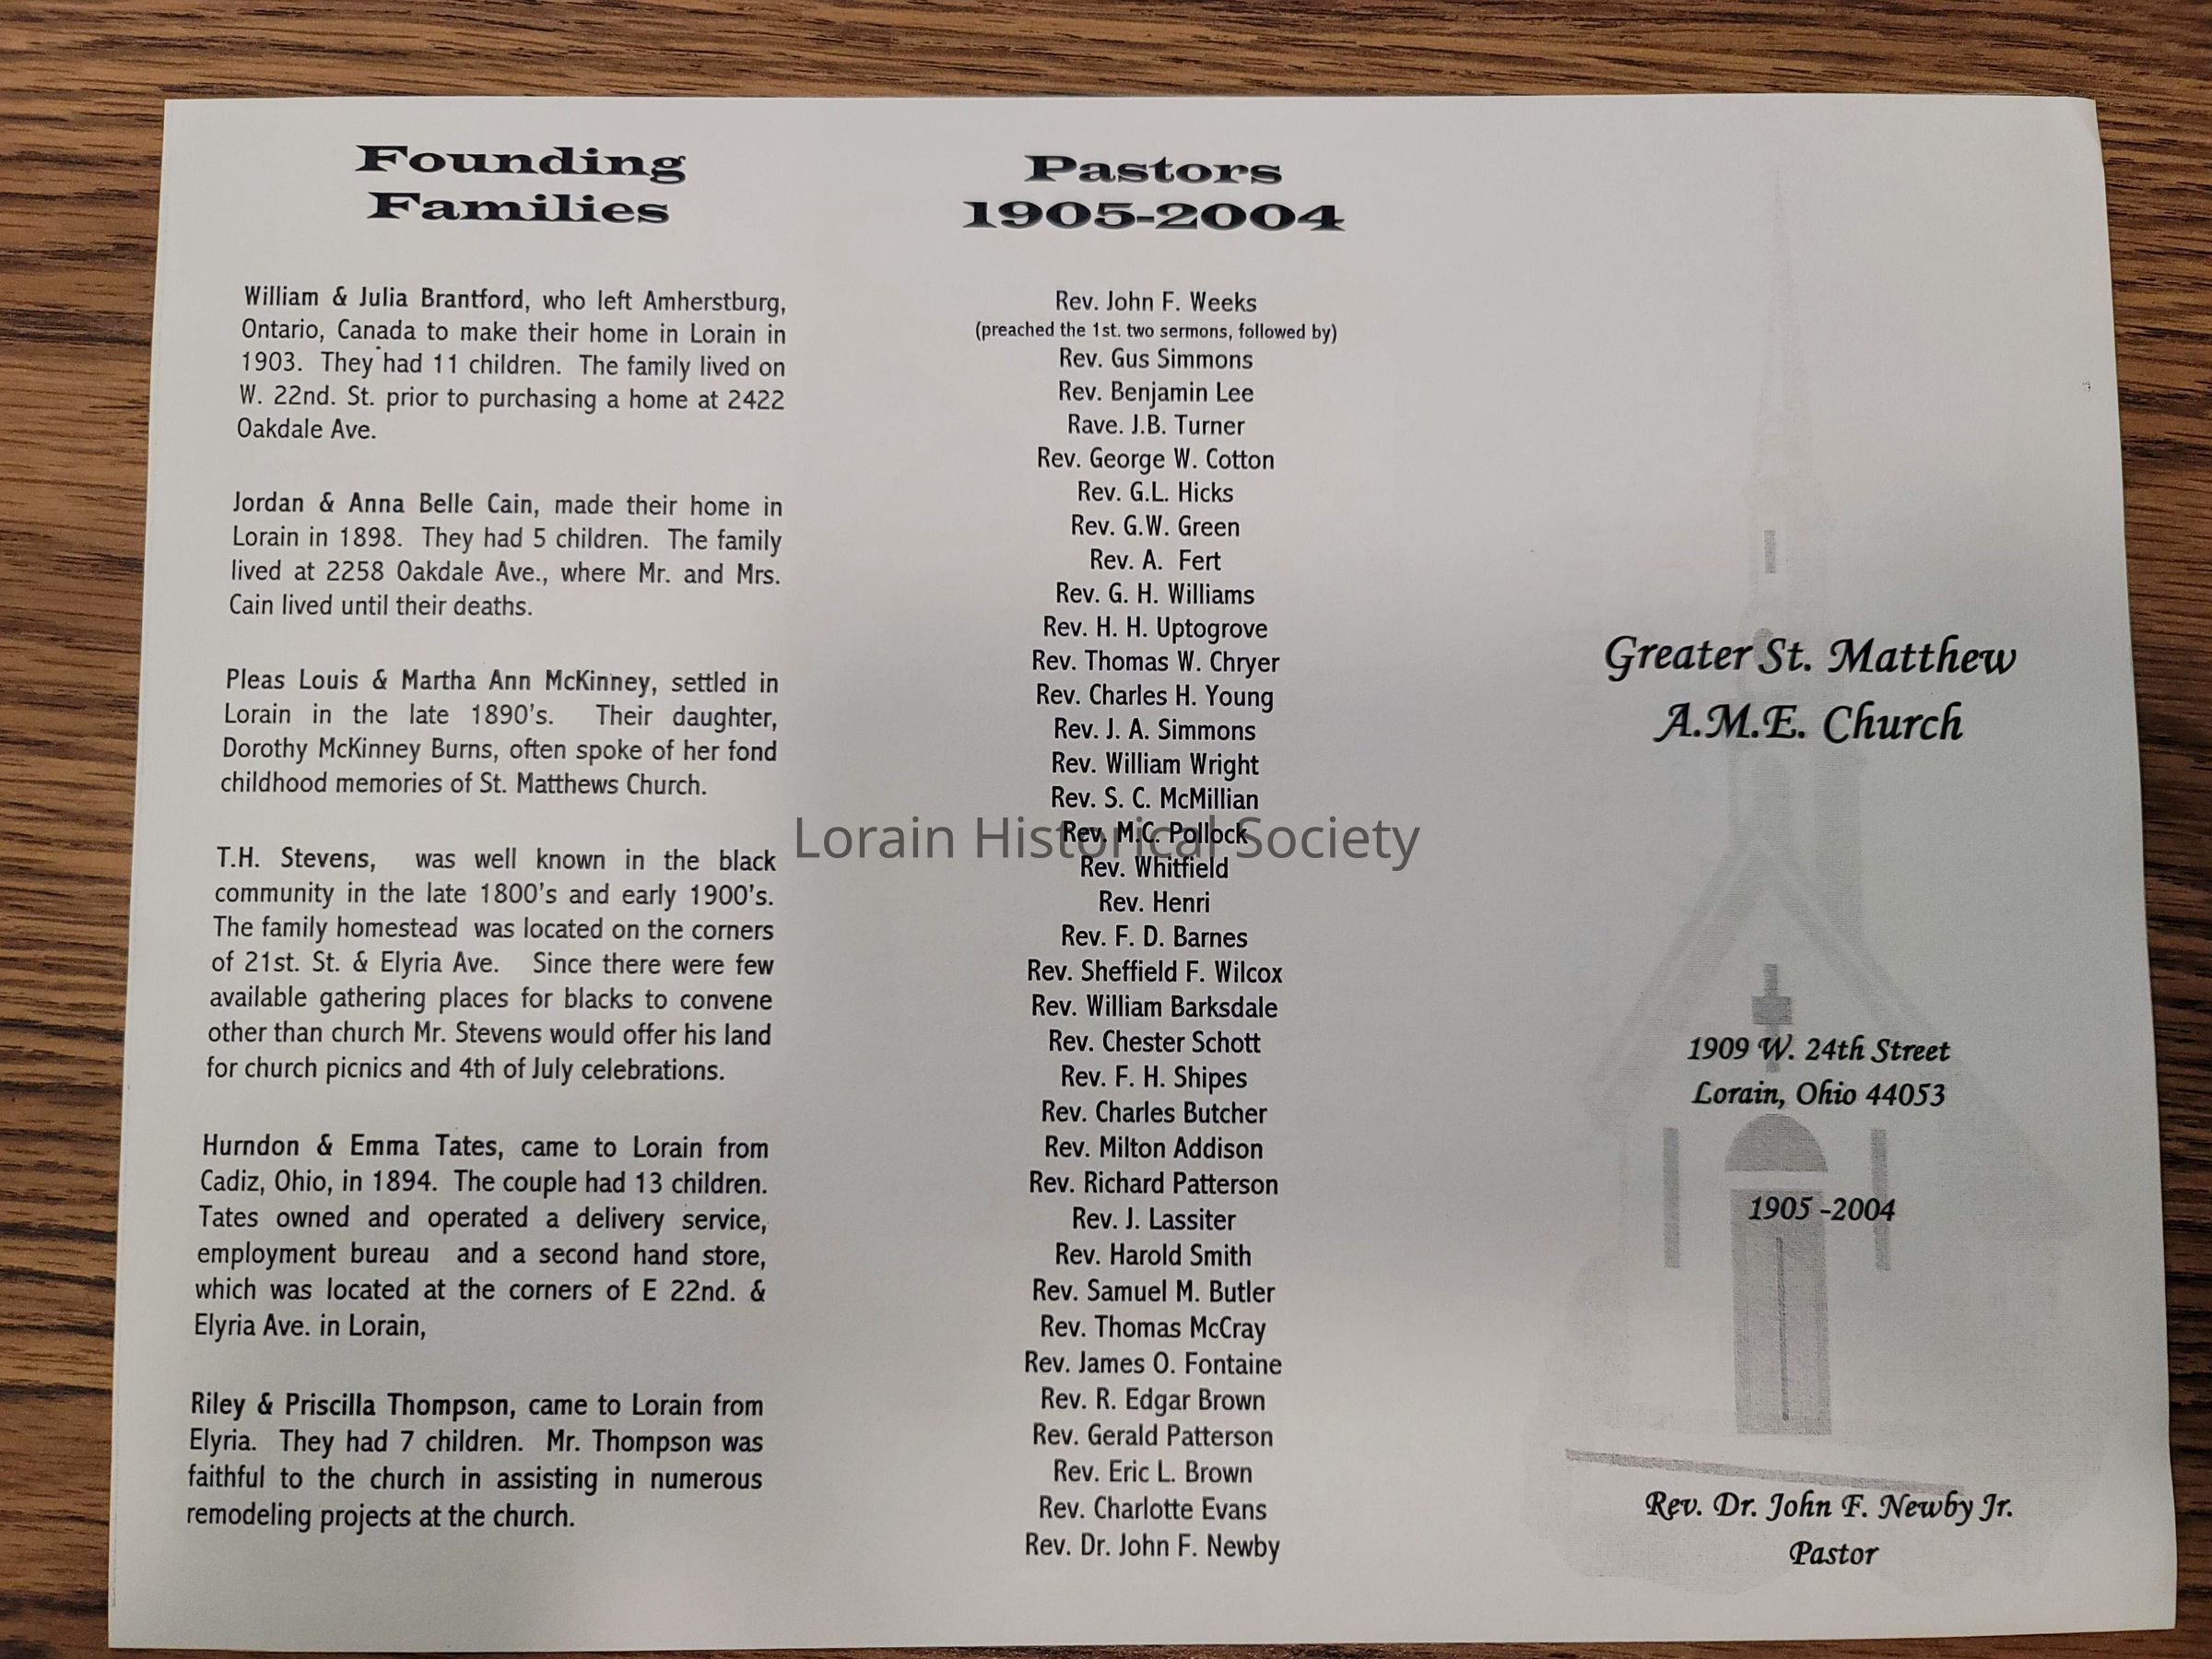 Founding
Families
William & Julia Brantford, who left Amherstburg,
Ontario, Canada to make their home in Lorain in
1903. They had 11 children. The family lived on
W. 22nd. St. prior to purchasing a home at 2422
Oakdale Ave.
Jordan & Anna Belle Cain, made their home in
Lorain in 1898. They had 5 children. The family
lived at 2258 Oakdale Ave., where Mr. and Mrs.
Cain lived until their deaths.
Pleas Louis & Martha Ann McKinney, settled in
Lorain in the late 1890's. Their daughter,
Dorothy McKinney Burns, often spoke of her fond
childhood memories of St. Matthews Church.
T.H. Stevens, was well known in the black
community in the late 1800's and early 1900's.
The family homestead was located on the corners
of 21st. St. & Elyria Ave. Since there were few
available gathering places for blacks to convene
other than church Mr. Stevens would offer his land
for church picnics and 4th of July celebrations.
Hurndon & Emma Tates, came to Lorain from
Cadiz, Ohio, in 1894. The couple had 13 children.
Tates owned and operated a delivery service,
employment bureau and a second hand store,
which was located at the corners of E 22nd. &
Elyria Ave. in Lorain,
Riley & Priscilla Thompson, came to Lorain from
Elyria. They had 7 children. Mr. Thompson was
faithful to the church in assisting in numerous
remodeling projects at the church.
Pastors
1905-2004
Rev. John F. Weeks
(preached the 1st. two sermons, followed by)
Rev. Gus Simmons
Rev. Benjamin Lee
Rave. J.B. Turner
Rev. George W. Cotton
Rev. G.L. Hicks
Rev. G.W. Green
Rev. A. Fert
Rev. G. H. Williams
Rev. H. H. Uptogrove
Rev. Thomas W. Chryer
Rev. Charles H. Young
Rev. J. A. Simmons
Rev. William Wright
Rev. S. C. McMillian
Rev. M.C. Pollock
Rev. Whitfield
Rev. Henri
Rev. F. D. Barnes
Rev. Sheffield F. Wilcox
Rev. William Barksdale
Rev. Chester Schott
Rev. F. H. Shipes
Rev. Charles Butcher
Rev. Milton Addison
Rev. Richard Patterson
Rev. J. Lassiter
Rev. Harold Smith
Rev. Samuel M. Butler
Rev. Thomas McCray
Rev. James O. Fontaine
Rev. R. Edgar Brown
Rev. Gerald Patterson
Rev. Eric L. Brown
Rev. Charlotte Evans
Rev. Dr. John F. Newby
Greater St. Matthew
A.M.E. Church
1909 W. 24th Street
Lorain, Ohio 44053
1905 -2004
Rev. Dr. John F. Newby Jr.
Pastor
Lorain Historical Society